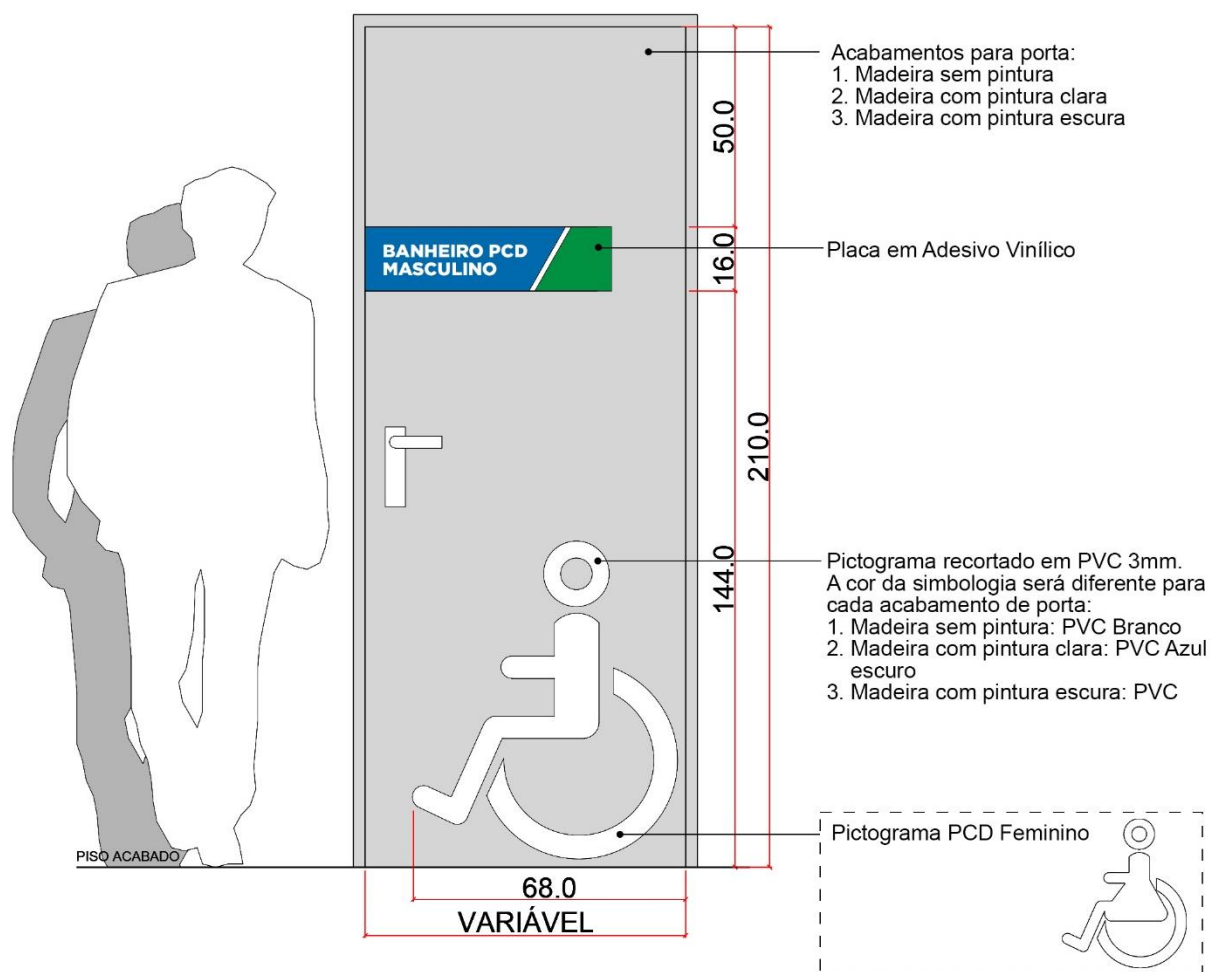 Acabamentos para porta:
1. Madeira sem pintura
2. Madeira com pintura clara
3. Madeira com pintura escura
50.0
BANHEIRO PCD
MASCULINO
16.0
Placa em Adesivo Vinílico
210.0
144.0
Pictograma recortado em PVC 3mm.
A cor da simbologia será diferente para
cada acabamento de porta:
1. Madeira sem pintura: PVC Branco
2. Madeira com pintura clara: PVC Azul
escuro
3. Madeira com pintura escura: PVC
Pictograma PCD Feminino
PISO ACABADO
68.0
VARIÁVEL